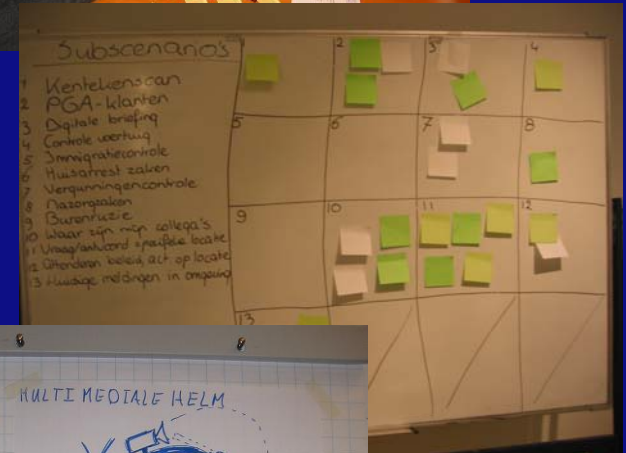 Subscenario's
1 Kentekenscan
2 PGA-klanten
3 Digitale briefing
4 Controle voertuig
5 Immigratiecontrole
6 Huisarrest zaken
7 Vergunningencontrole
8 Nazorgzaken
9 Burenruzie
10 Waar zijn mijn collega's
11 Vraag/antwoord specifieke locatie
12 beleid, act. op locatie
13 Huidige meldingen in omgeving
1 2 3 4
5 6 7 8
9 10 11 12
13
MULTI MEDIALE HELM